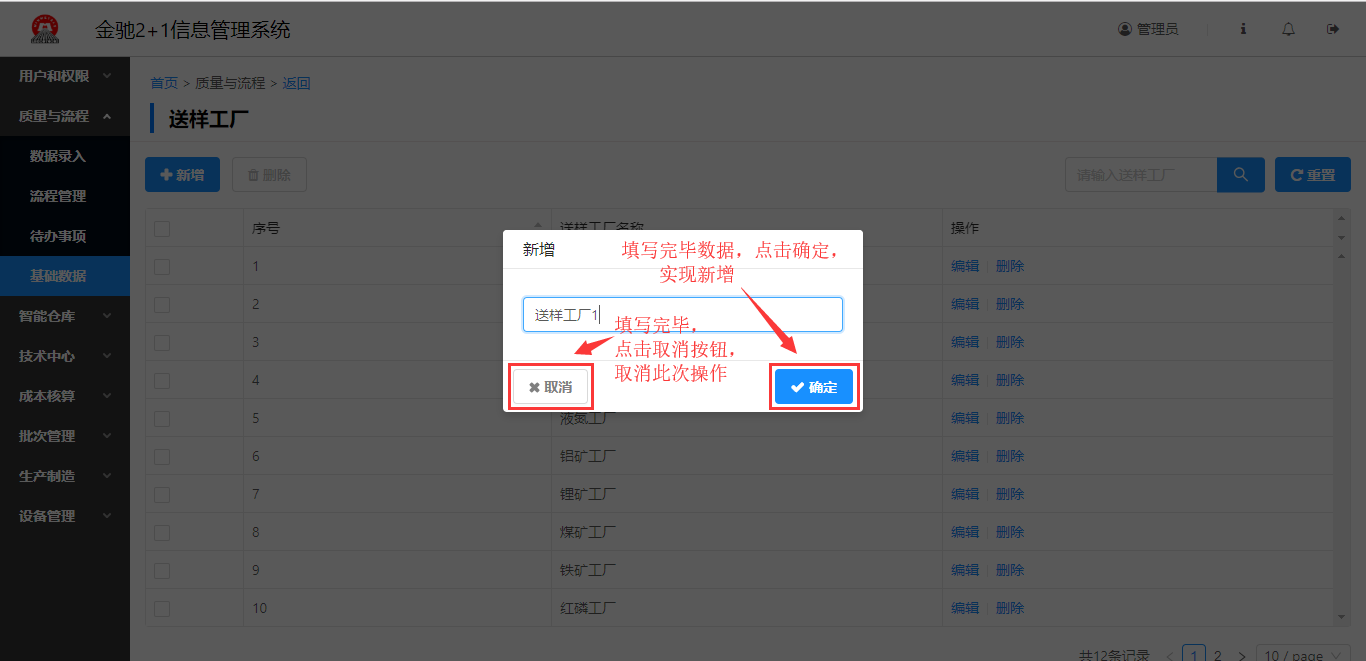 金驰2+1信息管理系统
管理员
用户和权限
质量与流程
数据录入
流程管理
待办事项
基础数据
智能仓库
技术中心
成本核算
批次管理
生产制造
设备管理
首页 > 质量与流程 > 返回
送样工厂
新增
删除
请输入送样工厂
重置
序号
送样工厂名称
操作
1
编辑
删除
2
编辑
删除
3
编辑
删除
4
编辑
删除
5
液氮工厂
编辑
删除
6
铝矿工厂
编辑
删除
7
锂矿工厂
编辑
删除
8
煤矿工厂
编辑
删除
9
铁矿工厂
编辑
删除
10
红磷工厂
编辑
删除
共12条记录
< 1 2 >
10 / page
新增
填写完毕数据，点击确定，
实现新增
送样工厂1
填写完毕，
点击取消按钮，
取消此次操作
取消
确定